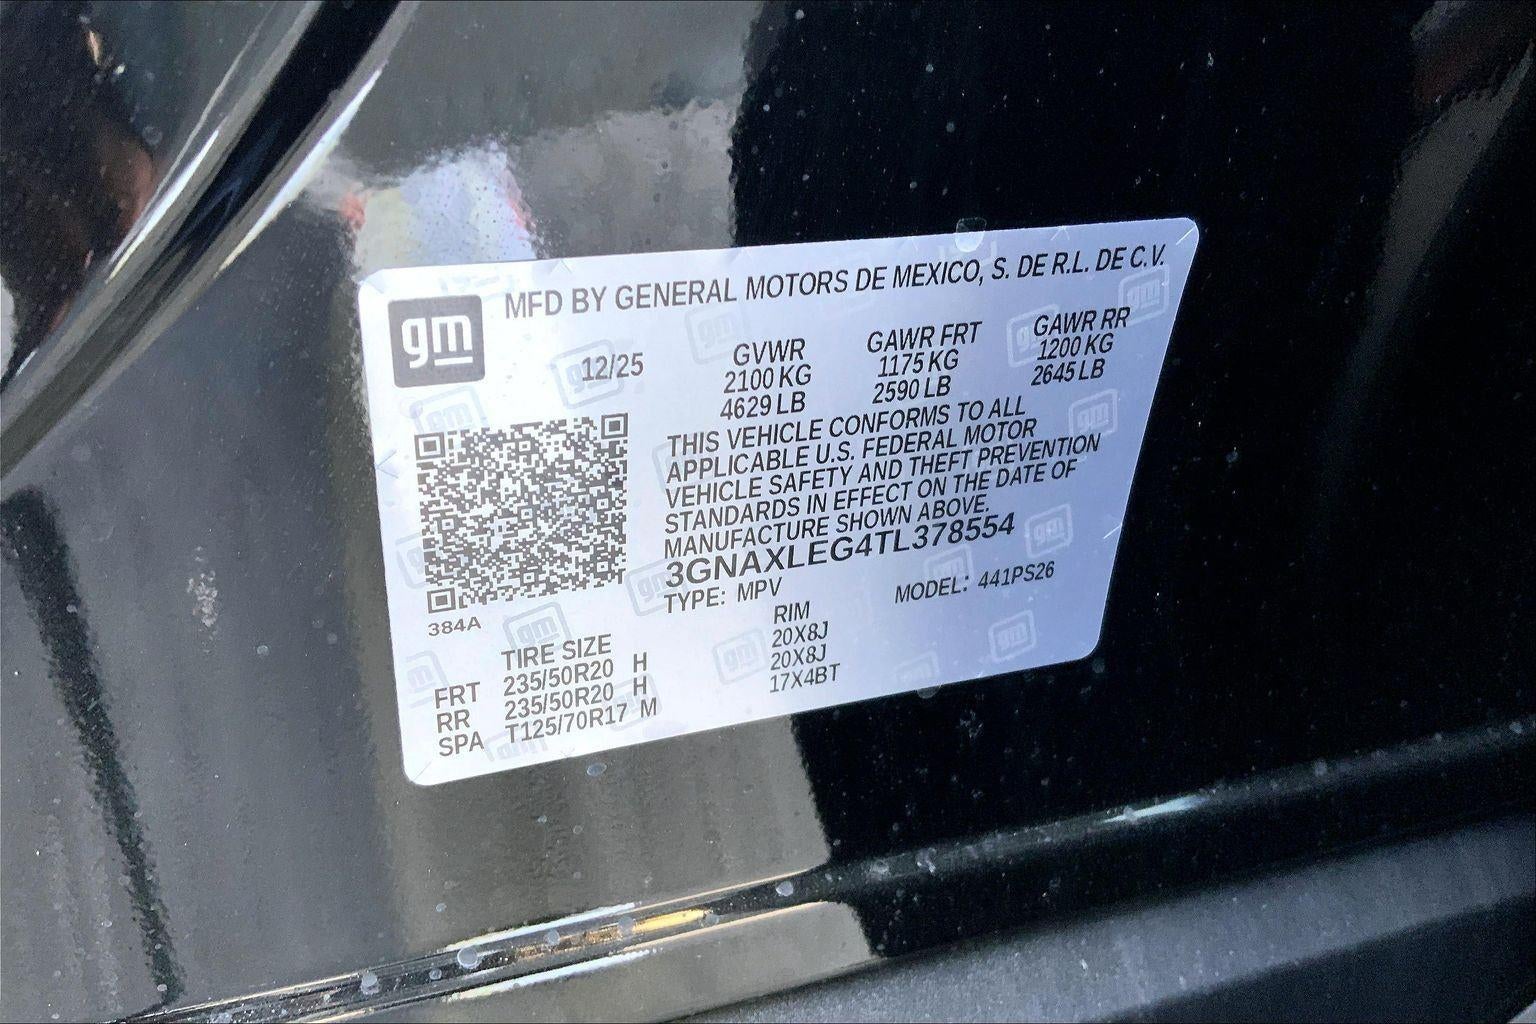 gm
MFD BY GENERAL MOTORS DE MEXICO, S. DE R.L. DE C.V.
12/25
GVWR GAWR FRT GAWR RR
2100 KG 1175 KG 1200 KG
4629 LB 2590 LB 2645 LB
THIS VEHICLE CONFORMS TO ALL
APPLICABLE U.S. FEDERAL MOTOR
VEHICLE SAFETY AND THEFT PREVENTION
STANDARDS IN EFFECT ON THE DATE OF
MANUFACTURE SHOWN ABOVE.
3GNAXLEG4TL378554
TYPE: MPV MODEL: 441PS26
384A
TIRE SIZE RIM
FRT 235/50R20 H 20X8J
RR 235/50R20 H 20X8J
SPA T125/70R17 M 17X4BT